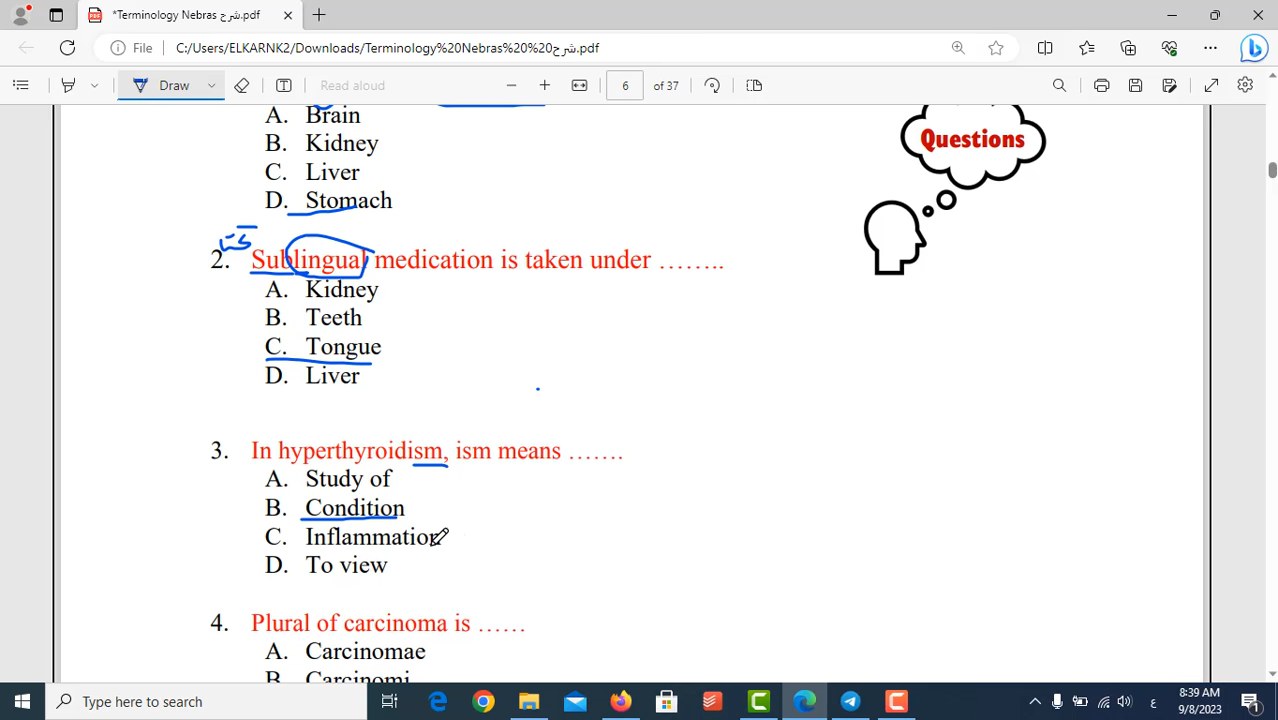 *Terminology Nebras شرح.pdf
File
C:/Users/ELKARNK2/Downloads/Terminology%20Nebras%20%20شرح.pdf
Draw
Read aloud
6
of 37
A. Brain
B. Kidney
C. Liver
D. Stomach
Questions
تحت
2. Sublingual medication is taken under ……..
A. Kidney
B. Teeth
C. Tongue
D. Liver
3. In hyperthyroidism, ism means …….
A. Study of
B. Condition
C. Inflammation
D. To view
4. Plural of carcinoma is ……
A. Carcinomae
B. Carcinomi
Type here to search
ع
8:39 AM
9/8/2023
1